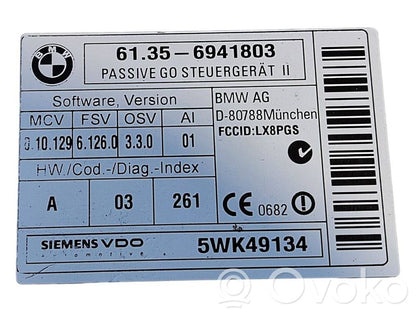 BMW
61.35-6941803
PASSIVE GO STEUERGERÄT II
Software, Version
MCV FSV OSV AI
0.10.129 6.126.0 3.3.0 01
HW./Cod.-/Diag.-Index
A 03 261
BMW AG
D-80788München
FCCID:LX8PGS
CE 0682
SIEMENS VDO
automotive
5WK49134
© Ovoko